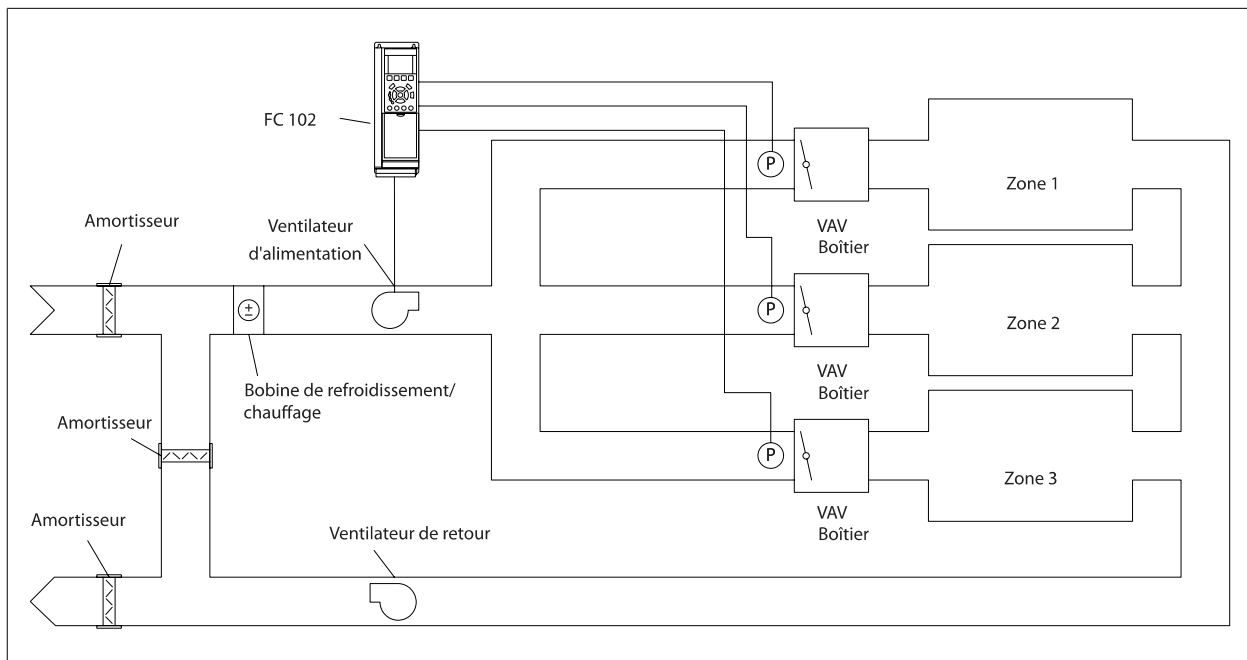 FC 102
P
VAV
Boîtier
Zone 1
Amortisseur
Ventilateur
d'alimentation
±
P
VAV
Boîtier
Zone 2
Bobine de refroidissement/
chauffage
Amortisseur
P
VAV
Boîtier
Zone 3
Amortisseur
Ventilateur de retour